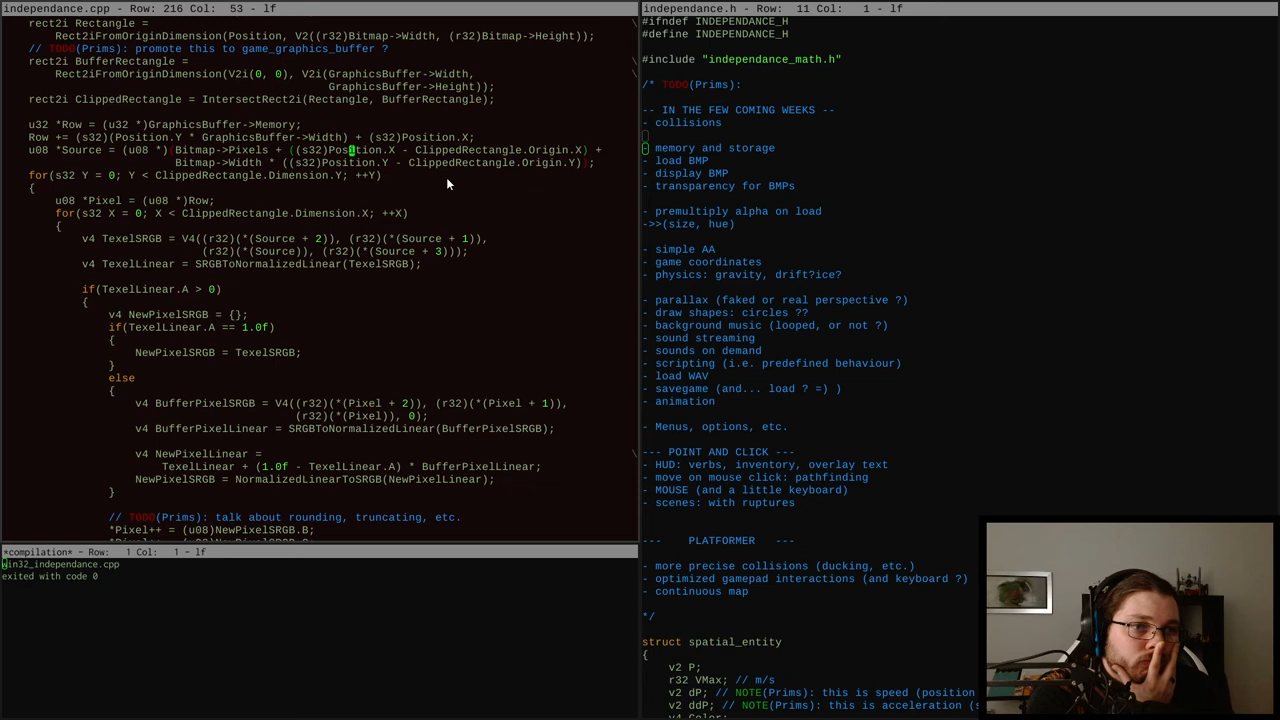 independance.cpp - Row: 216 Col:  53 - lf
rect2i Rectangle =
Rect2iFromOriginDimension(Position, V2((r32)Bitmap->Width, (r32)Bitmap->Height));
// TODO(Prims): promote this to game_graphics_buffer ?
rect2i BufferRectangle =
Rect2iFromOriginDimension(V2i(0, 0), V2i(GraphicsBuffer->Width,
GraphicsBuffer->Height));
rect2i ClippedRectangle = IntersectRect2i(Rectangle, BufferRectangle);
u32 *Row = (u32 *)GraphicsBuffer->Memory;
Row += (s32)(Position.Y * GraphicsBuffer->Width) + (s32)Position.X;
u08 *Source = (u08 *)(Bitmap->Pixels + ((s32)Position.X - ClippedRectangle.Origin.X) +
Bitmap->Width * ((s32)Position.Y - ClippedRectangle.Origin.Y));
for(s32 Y = 0; Y < ClippedRectangle.Dimension.Y; ++Y)
{
u08 *Pixel = (u08 *)Row;
for(s32 X = 0; X < ClippedRectangle.Dimension.X; ++X)
{
v4 TexelSRGB = V4((r32)(*(Source + 2)), (r32)(*(Source + 1)),
(r32)(*(Source)), (r32)(*(Source + 3)));
v4 TexelLinear = SRGBToNormalizedLinear(TexelSRGB);
if(TexelLinear.A > 0)
{
v4 NewPixelSRGB = {};
if(TexelLinear.A == 1.0f)
{
NewPixelSRGB = TexelSRGB;
}
else
{
v4 BufferPixelSRGB = V4((r32)(*(Pixel + 2)), (r32)(*(Pixel + 1)),
(r32)(*(Pixel)), 0);
v4 BufferPixelLinear = SRGBToNormalizedLinear(BufferPixelSRGB);
v4 NewPixelLinear =
TexelLinear + (1.0f - TexelLinear.A) * BufferPixelLinear;
NewPixelSRGB = NormalizedLinearToSRGB(NewPixelLinear);
}
// TODO(Prims): talk about rounding, truncating, etc.
*Pixel++ = (u08)NewPixelSRGB.B;
*compilation* - Row:   1 Col:   1 - lf
win32_independance.cpp
exited with code 0
independance.h - Row:  11 Col:   1 - lf
#ifndef INDEPENDANCE_H
#define INDEPENDANCE_H
#include "independance_math.h"
/* TODO(Prims):
-- IN THE FEW COMING WEEKS --
- collisions
- memory and storage
- load BMP
- display BMP
- transparency for BMPs
- premultiply alpha on load
->>(size, hue)
- simple AA
- game coordinates
- physics: gravity, drift?ice?
- parallax (faked or real perspective ?)
- draw shapes: circles ??
- background music (looped, or not ?)
- sound streaming
- sounds on demand
- scripting (i.e. predefined behaviour)
- load WAV
- savegame (and... load ? =) )
- animation
- Menus, options, etc.
--- POINT AND CLICK ---
- HUD: verbs, inventory, overlay text
- move on mouse click: pathfinding
- MOUSE (and a little keyboard)
- scenes: with ruptures
---    PLATFORMER   ---
- more precise collisions (ducking, etc.)
- optimized gamepad interactions (and keyboard ?)
- continuous map
*/
struct spatial_entity
{
v2 P;
r32 VMax; // m/s
v2 dP; // NOTE(Prims): this is speed (position
v2 ddP; // NOTE(Prims): this is acceleration (s